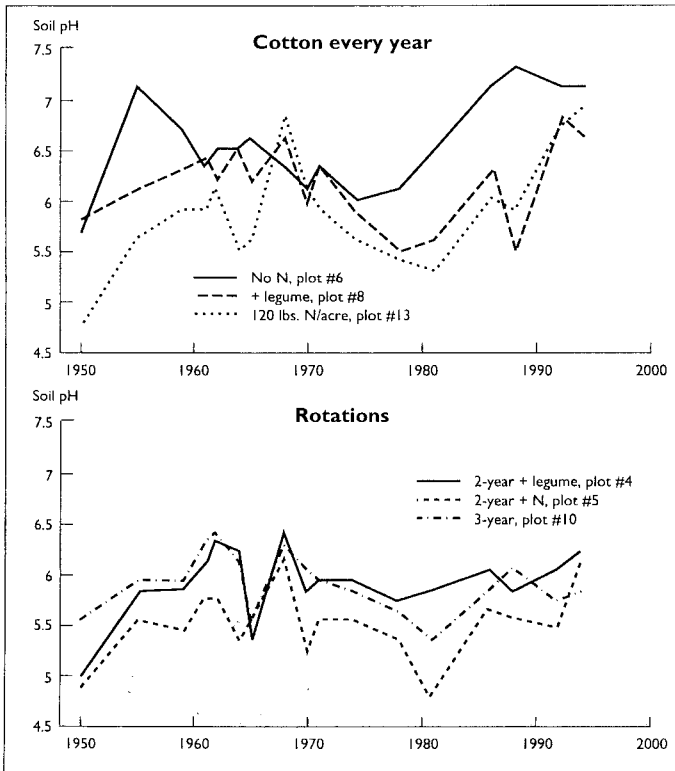 Soil pH
Cotton every year
7.5
7
6.5
6
5.5
5
4.5
No N, plot #6
+ legume, plot #8
120 lbs. N/acre, plot #13
1950 1960 1970 1980 1990 2000
Soil pH
Rotations
7.5
7
6.5
6
5.5
5
4.5
2-year + legume, plot #4
2-year + N, plot #5
3-year, plot #10
1950 1960 1970 1980 1990 2000